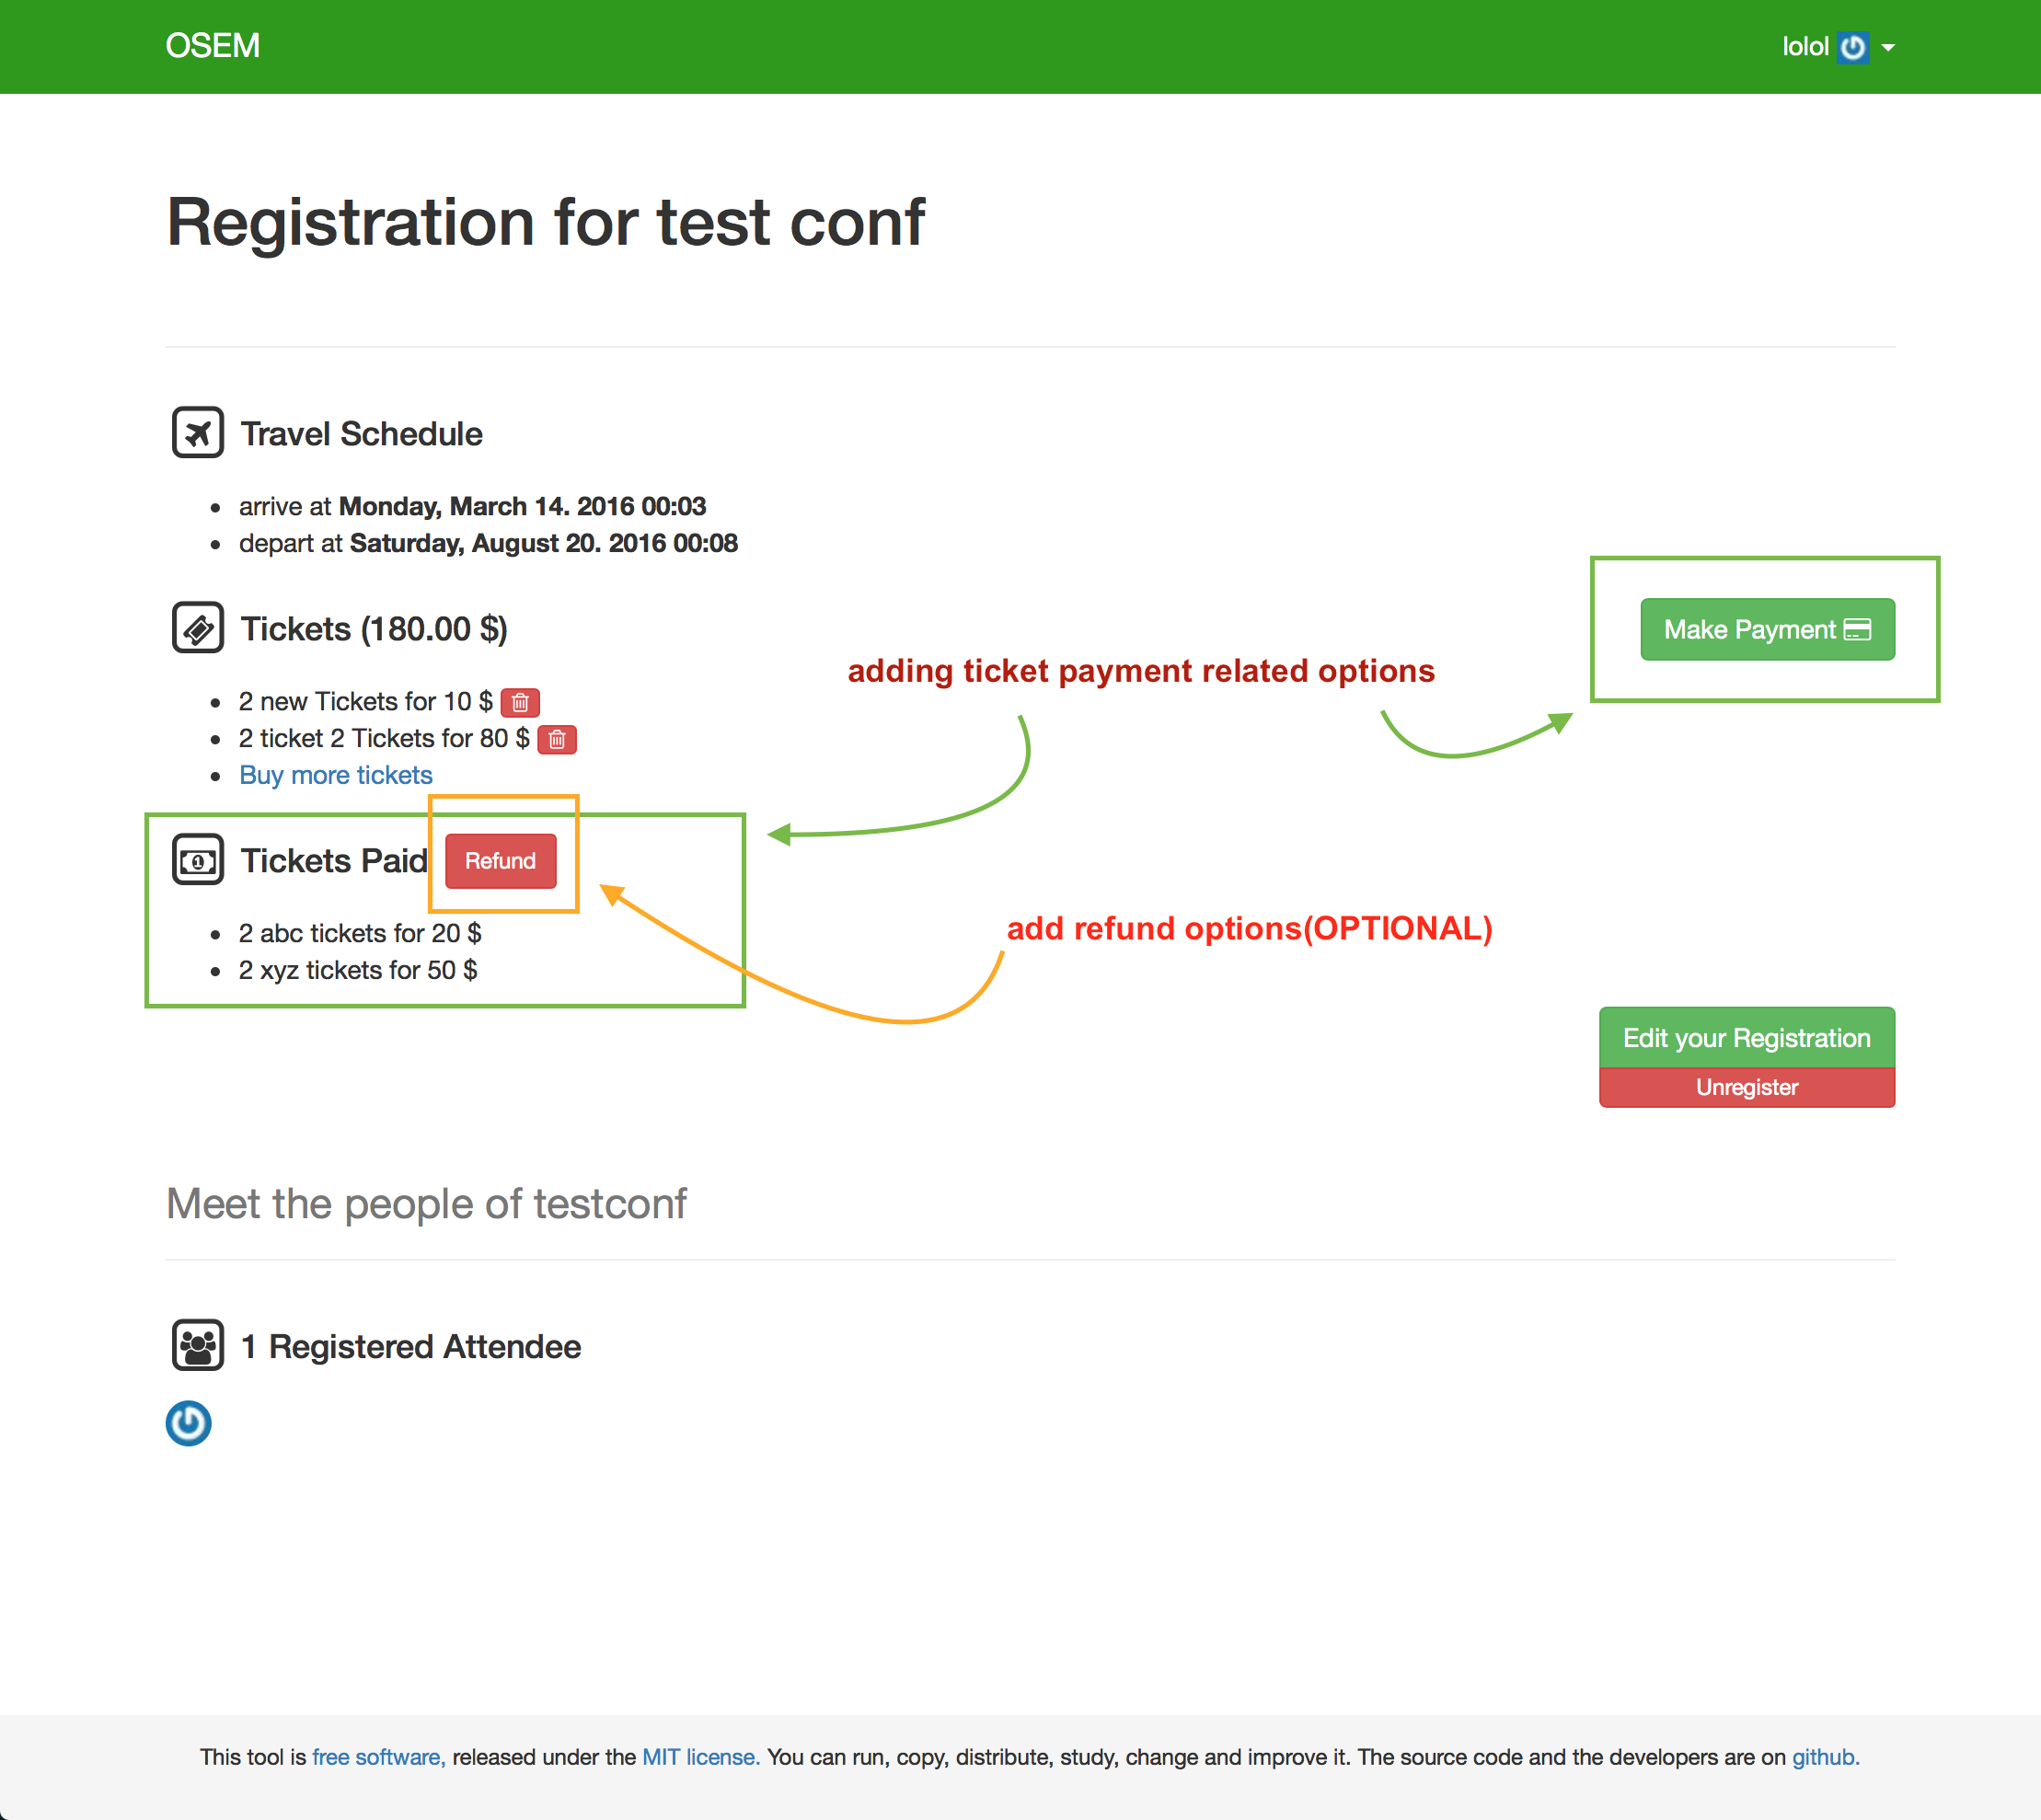 OSEM
lolol
Registration for test conf
Travel Schedule
arrive at Monday, March 14. 2016 00:03
depart at Saturday, August 20. 2016 00:08
Tickets (180.00 $)
Make Payment
adding ticket payment related options
2 new Tickets for 10 $
2 ticket 2 Tickets for 80 $
Buy more tickets
Tickets Paid
Refund
add refund options(OPTIONAL)
2 abc tickets for 20 $
2 xyz tickets for 50 $
Edit your Registration
Unregister
Meet the people of testconf
1 Registered Attendee
This tool is free software, released under the MIT license. You can run, copy, distribute, study, change and improve it. The source code and the developers are on github.